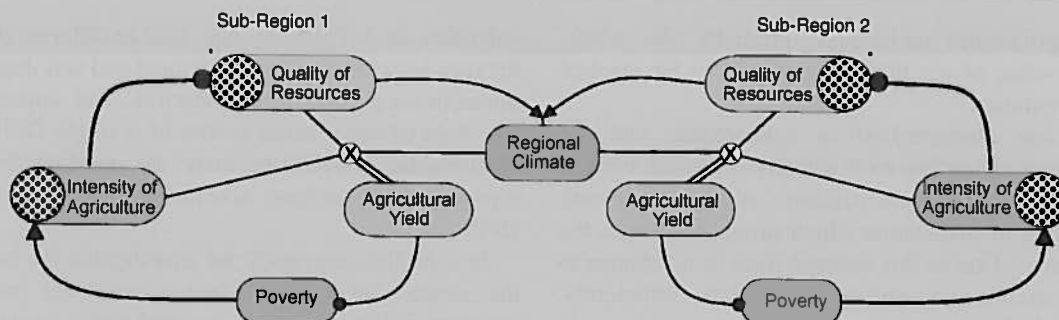 Sub-Region 1
Sub-Region 2
Quality of
Resources
Quality of
Resources
Regional
Climate
Intensity of
Agriculture
X
X
Intensity of
Agriculture
Agricultural
Yield
Agricultural
Yield
Poverty
Poverty